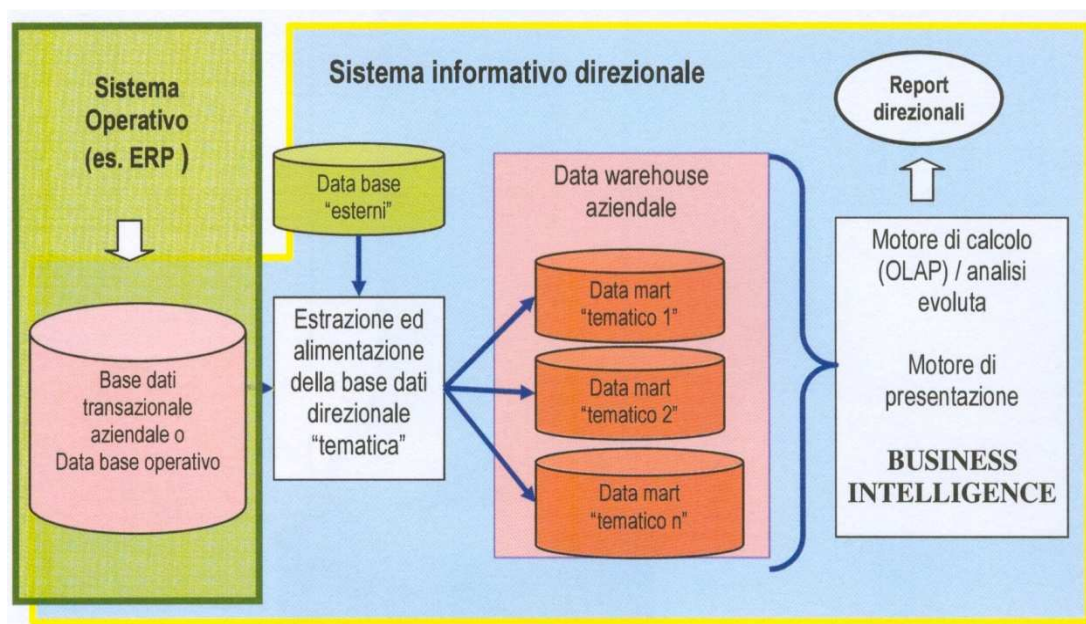 Sistema
Operativo
(es. ERP )
Sistema informativo direzionale
Report
direzionali
Data base
“esterni”
Data warehouse
aziendale
Base dati
transazionale
aziendale o
Data base operativo
Estrazione ed
alimentazione
della base dati
direzionale
“tematica”
Data mart
“tematico 1”
Data mart
“tematico 2”
Data mart
“tematico n”
Motore di calcolo
(OLAP) / analisi
evoluta
Motore di
presentazione
BUSINESS
INTELLIGENCE